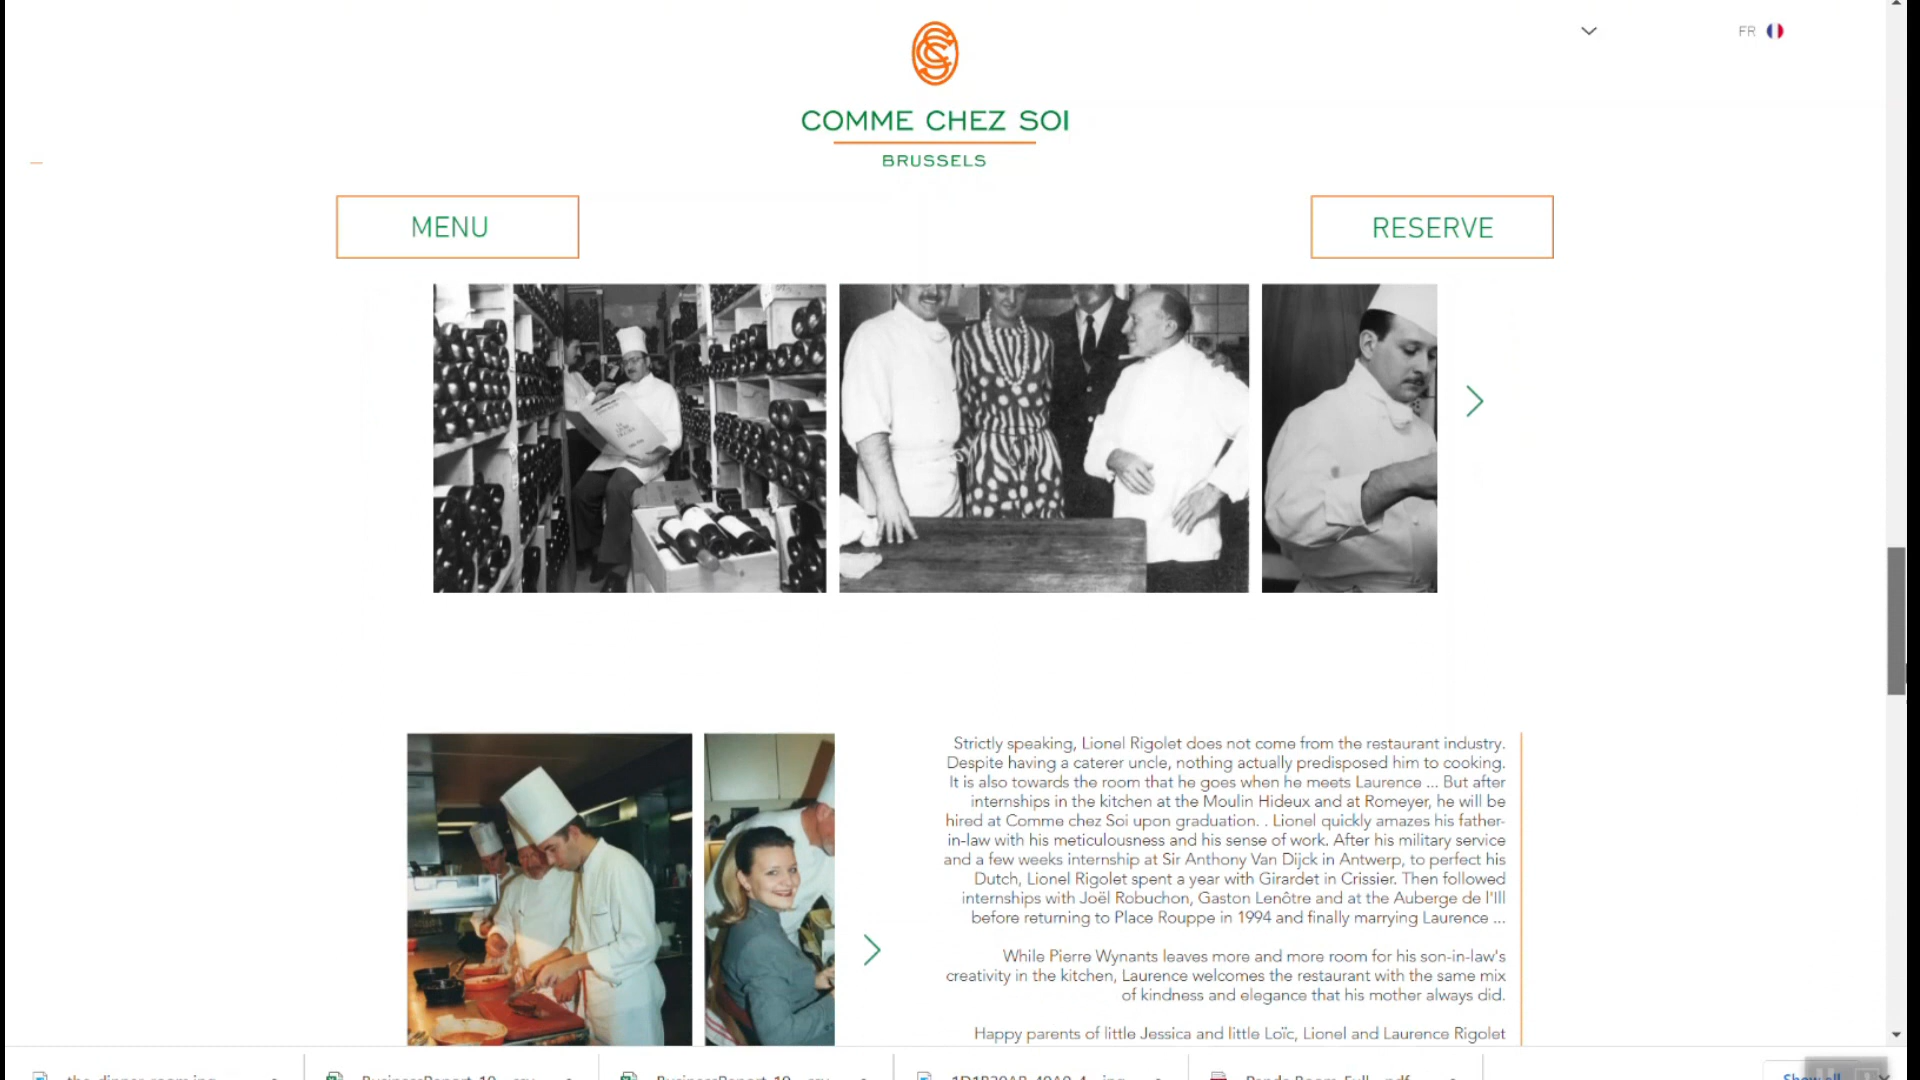 FR
COMME CHEZ SOI
BRUSSELS
MENU
RESERVE
Strictly speaking, Lionel Rigolet does not come from the restaurant industry.
Despite having a caterer uncle, nothing actually predisposed him to cooking.
It is also towards the room that he goes when he meets Laurence ... But after
internships in the kitchen at the Moulin Hideux and at Romeyer, he will be
hired at Comme chez Soi upon graduation. . Lionel quickly amazes his father-
in-law with his meticulousness and his sense of work. After his military service
and a few weeks internship at Sir Anthony Van Dijck in Antwerp, to perfect his
Dutch, Lionel Rigolet spent a year with Girardet in Crissier. Then followed
internships with Joël Robuchon, Gaston Lenôtre and at the Auberge de l'Ill
before returning to Place Rouppe in 1994 and finally marrying Laurence ...
While Pierre Wynants leaves more and more room for his son-in-law's
creativity in the kitchen, Laurence welcomes the restaurant with the same mix
of kindness and elegance that his mother always did.
Happy parents of little Jessica and little Loïc, Lionel and Laurence Rigolet
Show all